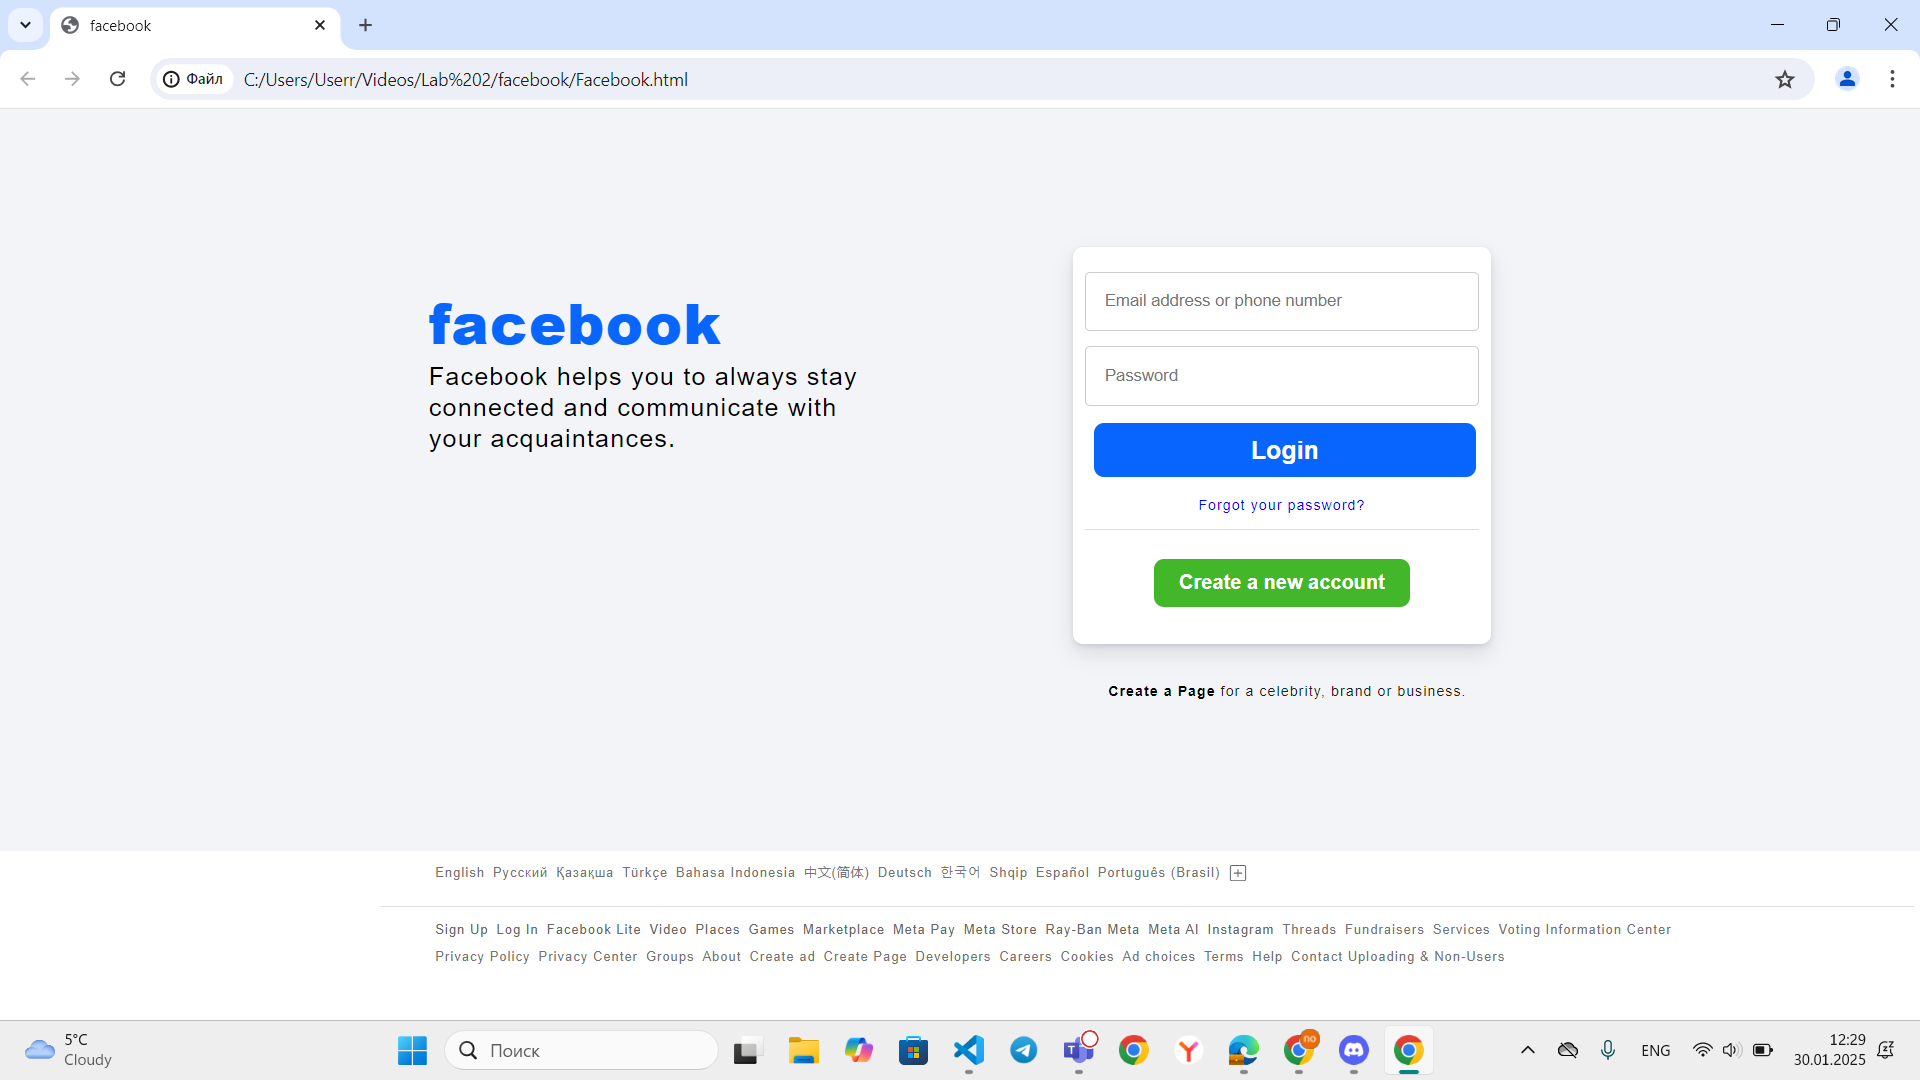 facebook
Файл
C:/Users/Userr/Videos/Lab%202/facebook/Facebook.html
facebook
Facebook helps you to always stay
connected and communicate with
your acquaintances.
Email address or phone number
Password
Login
Forgot your password?
Create a new account
Create a Page for a celebrity, brand or business.
English Русский Қазақша Türkçe Bahasa Indonesia 中文(简体) Deutsch 한국어 Shqip Español Português (Brasil)
Sign Up Log In Facebook Lite Video Places Games Marketplace Meta Pay Meta Store Ray-Ban Meta Meta AI Instagram Threads Fundraisers Services Voting Information Center
Privacy Policy Privacy Center Groups About Create ad Create Page Developers Careers Cookies Ad choices Terms Help Contact Uploading & Non-Users
5°C
Cloudy
Поиск
no
ENG
12:29
30.01.2025